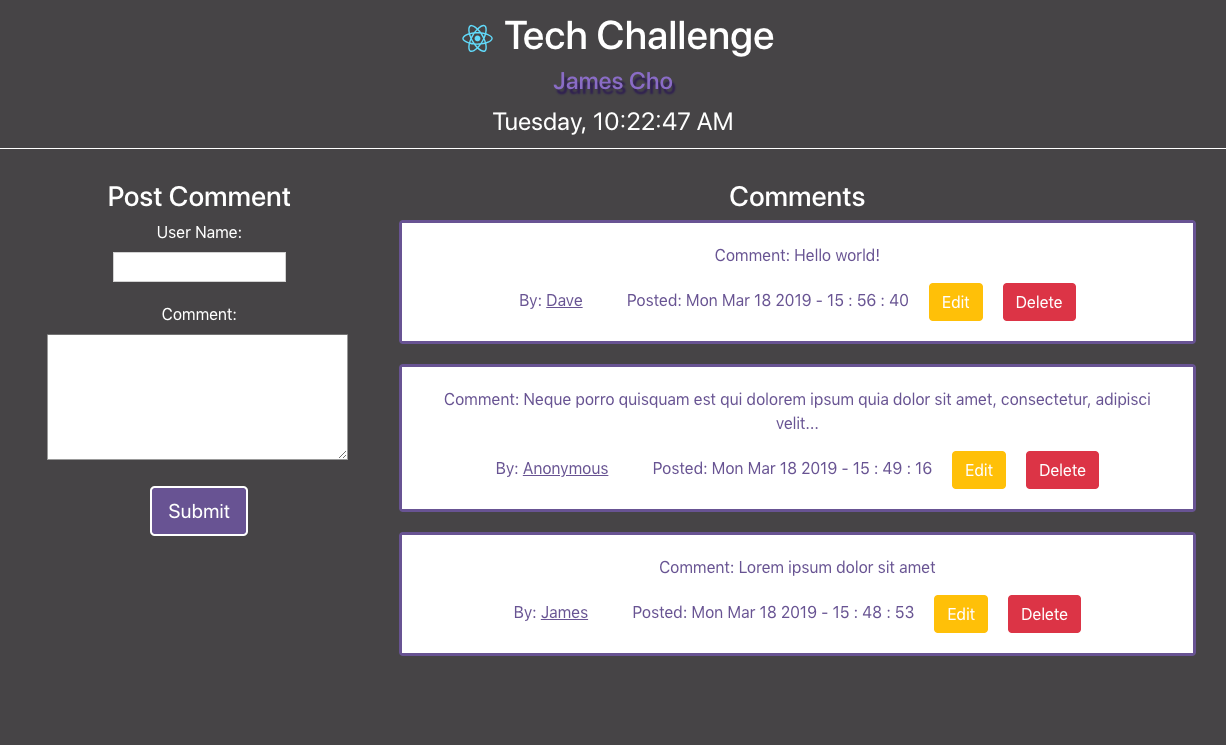 Tech Challenge
James Cho
Tuesday, 10:22:47 AM
Post Comment
User Name:
Comment:
Submit
Comments
Comment: Hello world!
By: Dave Posted: Mon Mar 18 2019 - 15 : 56 : 40 Edit Delete
Comment: Neque porro quisquam est qui dolorem ipsum quia dolor sit amet, consectetur, adipisci
velit...
By: Anonymous Posted: Mon Mar 18 2019 - 15 : 49 : 16 Edit Delete
Comment: Lorem ipsum dolor sit amet
By: James Posted: Mon Mar 18 2019 - 15 : 48 : 53 Edit Delete